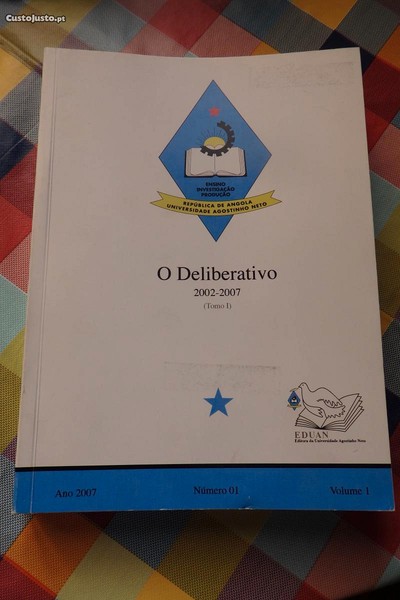 CustoJusto.pt
ENSINO
INVESTIGAÇÃO
PRODUÇÃO
REPÚBLICA DE ANGOLA
UNIVERSIDADE AGOSTINHO NETO
O Deliberativo
2002-2007
(Tomo I)
EDUAN
Editora da Universidade Agostinho Neto
Ano 2007
Número 01
Volume 1